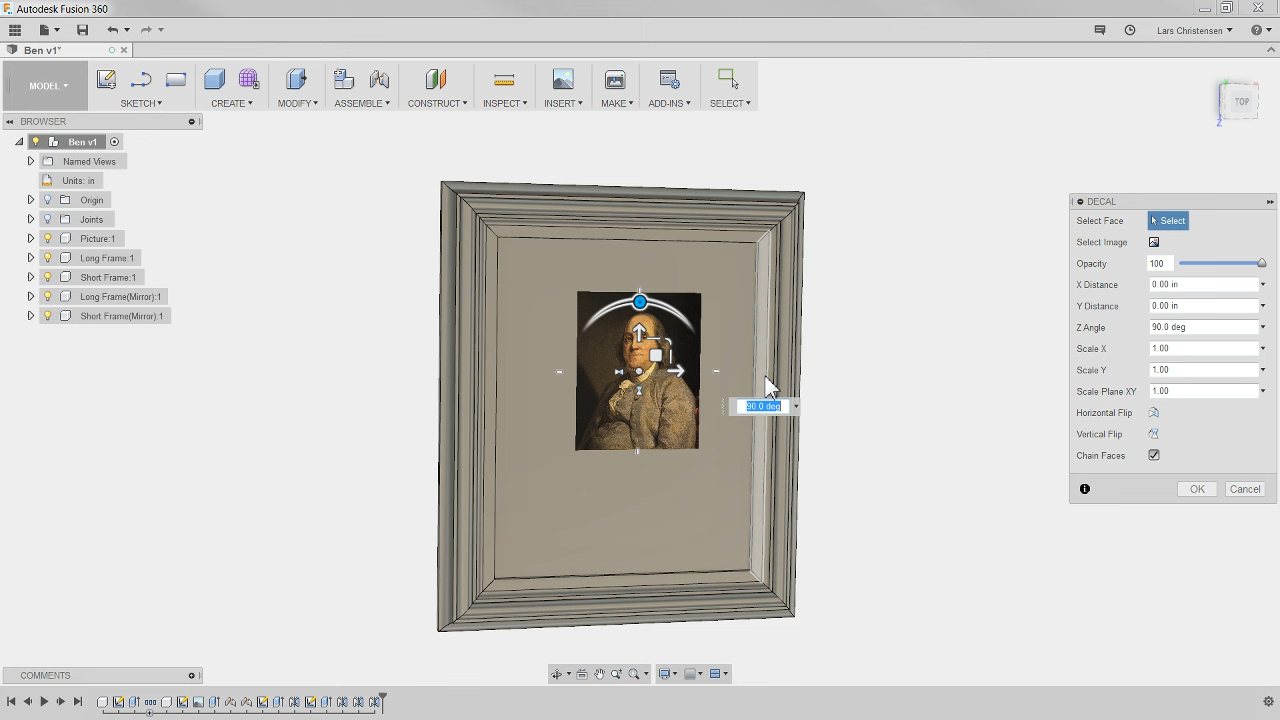 Autodesk Fusion 360
Lars Christensen
Ben v1*
MODEL
SKETCH
CREATE
MODIFY
ASSEMBLE
CONSTRUCT
INSPECT
INSERT
MAKE
ADD-INS
SELECT
TOP
Z
BROWSER
Ben v1
Named Views
Units: in
Origin
Joints
Picture:1
Long Frame:1
Short Frame:1
Long Frame(Mirror):1
Short Frame(Mirror):1
90.0 deg
DECAL
Select Face Select
Select Image
Opacity 100
X Distance 0.00 in
Y Distance 0.00 in
Z Angle 90.0 deg
Scale X 1.00
Scale Y 1.00
Scale Plane XY 1.00
Horizontal Flip
Vertical Flip
Chain Faces
OK Cancel
COMMENTS